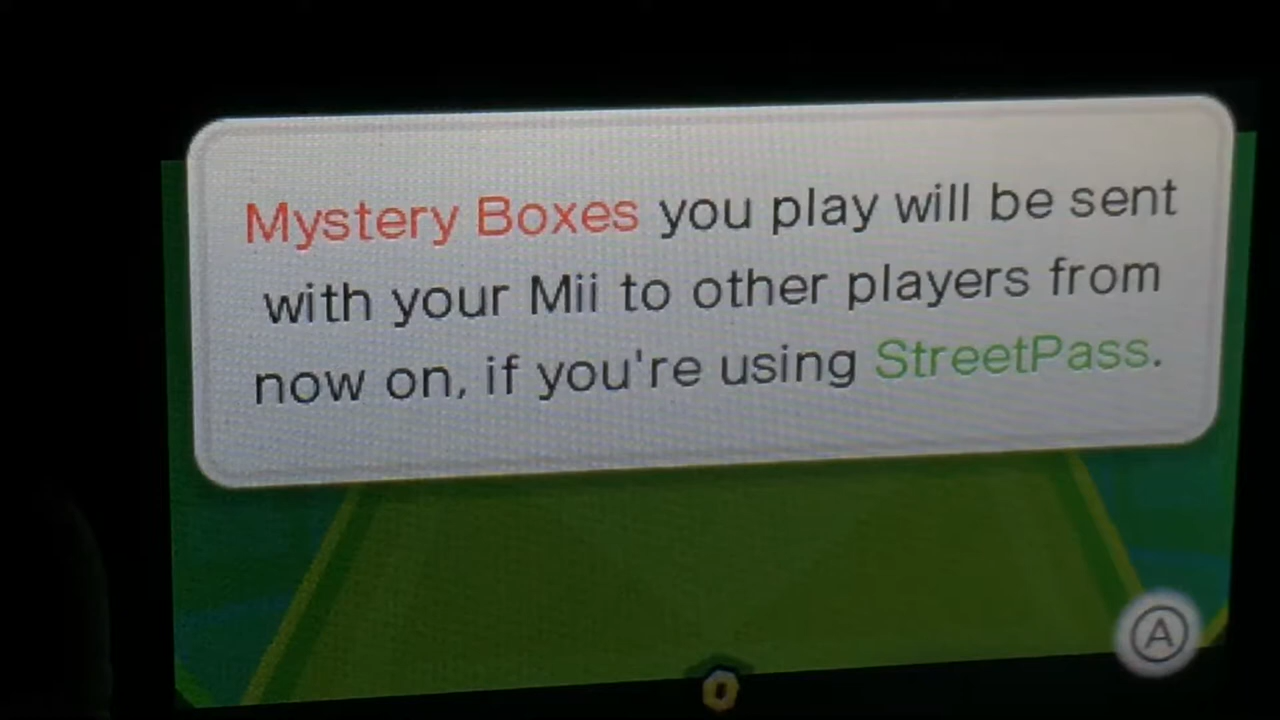 Mystery Boxes you play will be sent
with your Mii to other players from
now on, if you're using StreetPass.
A